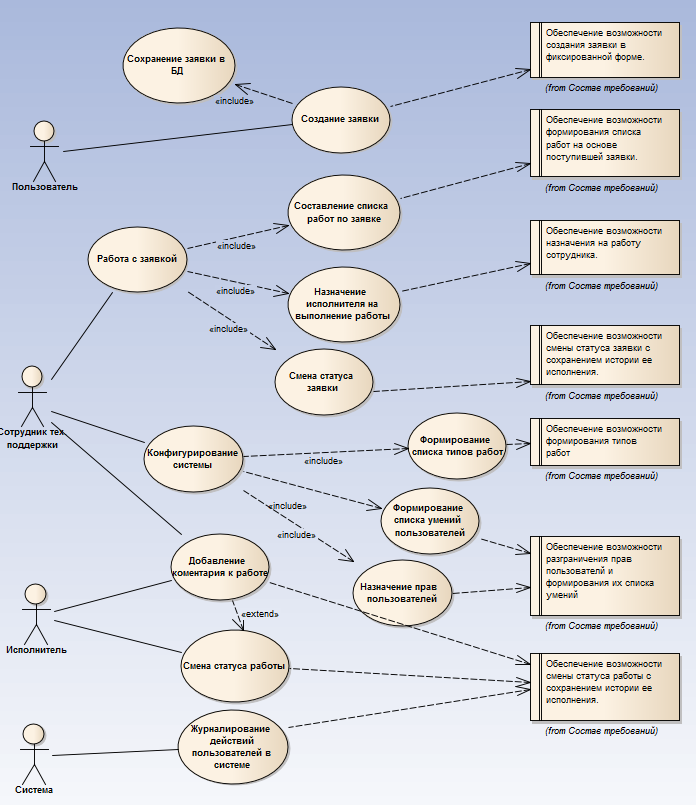 Сохранение заявки в
БД
«include»
Создание заявки
Обеспечение возможности
создания заявки в
фиксированной форме.
(from Состав требований)
Пользователь
Обеспечение возможности
формирования списка
работ на основе
поступившей заявки.
(from Состав требований)
Составление списка
работ по заявке
«include»
Работа с заявкой
Обеспечение возможности
назначения на работу
сотрудника.
(from Состав требований)
«include»
Назначение
исполнителя на
выполнение работы
«include»
Обеспечение возможности
смены статуса заявки с
сохранением истории ее
исполнения.
(from Состав требований)
Смена статуса
заявки
Сотрудник тех
поддержки
Конфигурирование
системы
«include»
Формирование
списка типов работ
Обеспечение возможности
формирования типов
работ
(from Состав требований)
«include»
Формирование
списка умений
пользователей
«include»
Обеспечение возможности
разграничения прав
пользователей и
формирования их списка
умений
(from Состав требований)
Добавление
коментария к работе
Назначение прав
пользователей
«extend»
Исполнитель
Смена статуса работы
Обеспечение возможности
смены статуса работы с
сохранением истории ее
исполнения.
(from Состав требований)
Журналирование
действий
пользователей в
системе
Система